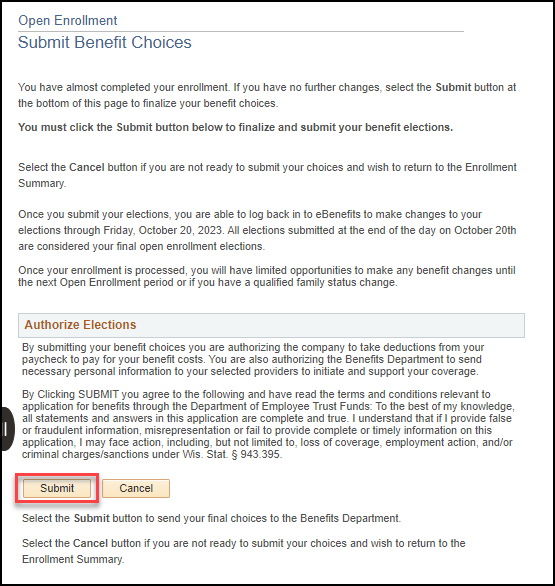 Open Enrollment
Submit Benefit Choices
You have almost completed your enrollment. If you have no further changes, select the Submit button at
the bottom of this page to finalize your benefit choices.
You must click the Submit button below to finalize and submit your benefit elections.
Select the Cancel button if you are not ready to submit your choices and wish to return to the Enrollment
Summary.
Once you submit your elections, you are able to log back in to eBenefits to make changes to your
elections through Friday, October 20, 2023. All elections submitted at the end of the day on October 20th
are considered your final open enrollment elections.
Once your enrollment is processed, you will have limited opportunities to make any benefit changes until
the next Open Enrollment period or if you have a qualified family status change.
Authorize Elections
By submitting your benefit choices you are authorizing the company to take deductions from your
paycheck to pay for your benefit costs. You are also authorizing the Benefits Department to send
necessary personal information to your selected providers to initiate and support your coverage.
By Clicking SUBMIT you agree to the following and have read the terms and conditions relevant to
application for benefits through the Department of Employee Trust Funds: To the best of my knowledge,
all statements and answers in this application are complete and true. I understand that if I provide false
or fraudulent information, misrepresentation or fail to provide complete or timely information on this
application, I may face action, including, but not limited to, loss of coverage, employment action, and/or
criminal charges/sanctions under Wis. Stat. § 943.395.
Submit Cancel
Select the Submit button to send your final choices to the Benefits Department.
Select the Cancel button if you are not ready to submit your choices and wish to return to the
Enrollment Summary.